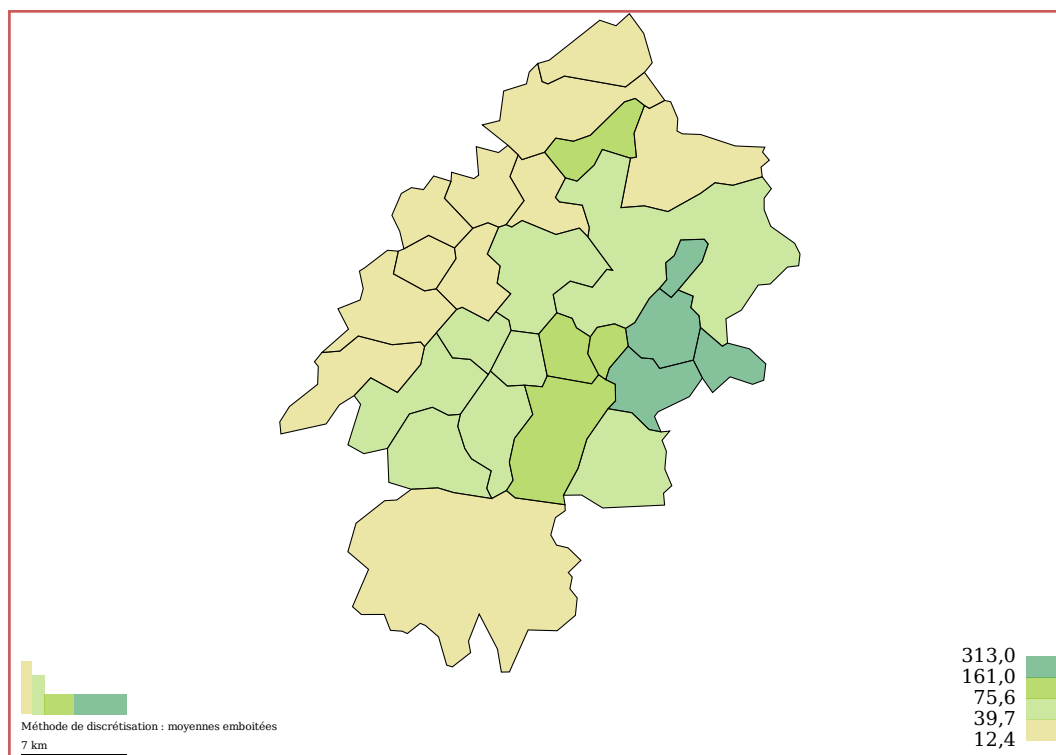 313,0
161,0
75,6
39,7
12,4
Méthode de discrétisation : moyennes emboitées
7 km